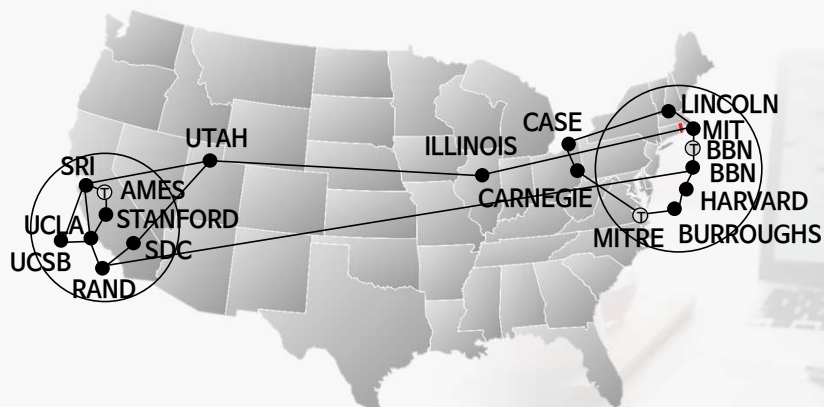 LINCOLN
CASE
MIT
UTAH
ILLINOIS
T
BBN
SRI
BBN
AMES
T
CARNEGIE
HARVARD
UCLA
STANFORD
T
MITRE
BURROUGHS
UCSB
SDC
RAND